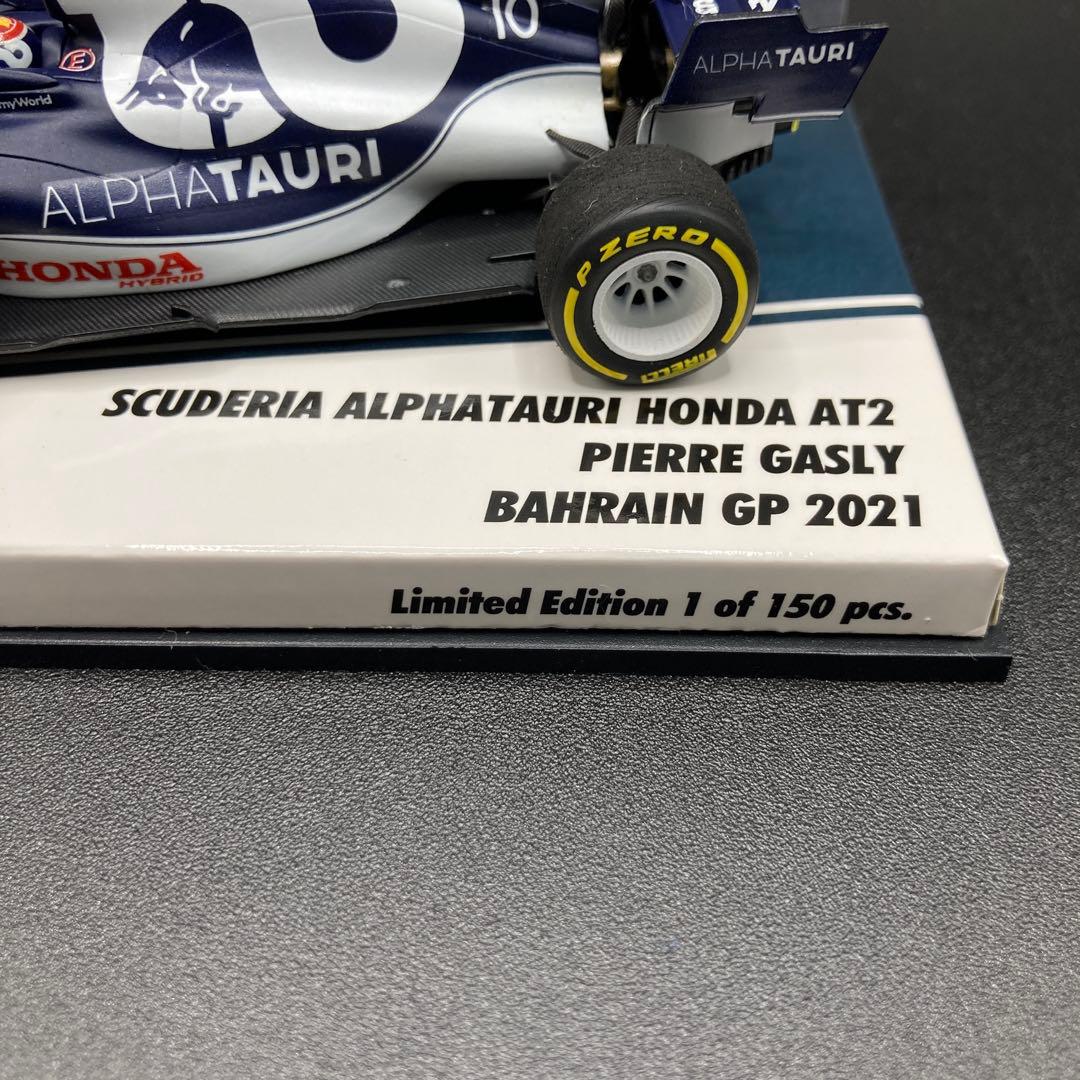 10
ALPHATAURI
E
myWorld
ALPHATAURI
HONDA
HYBRID
P ZERO
PIRELLI
SCUDERIA ALPHATAURI HONDA AT2
PIERRE GASLY
BAHRAIN GP 2021
Limited Edition 1 of 150 pcs.